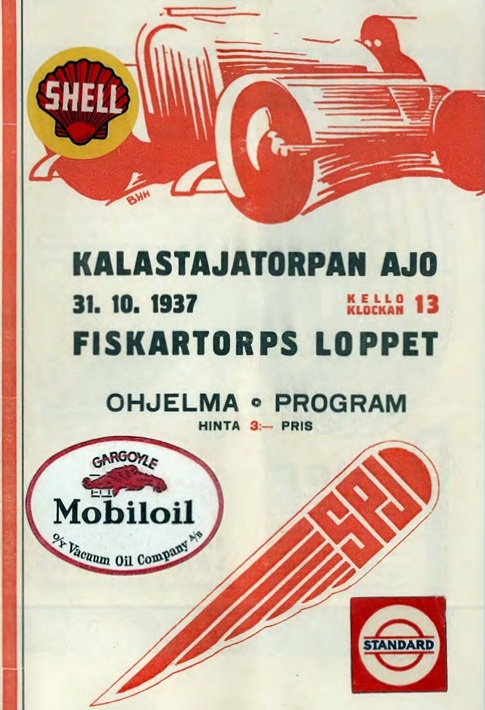 SHELL
BWH
KALASTAJATORPAN AJO
31. 10. 1937
KELLO
KLOCKAN 13
FISKARTORPS LOPPET
OHJELMA • PROGRAM
HINTA 3:— PRIS
GARGOYLE
Mobiloil
O/Y Vacuum Oil Company A/B
SPJ
STANDARD